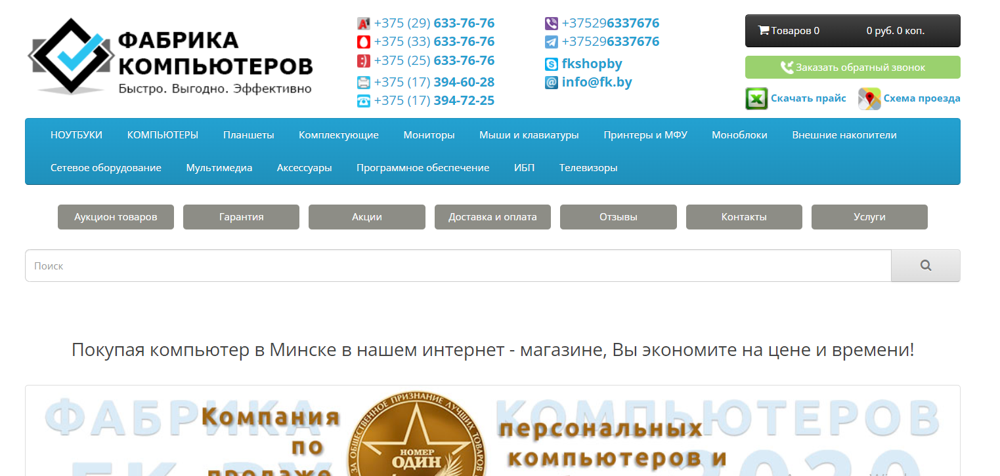 ФАБРИКА
КОМПЬЮТЕРОВ
Быстро. Выгодно. Эффективно
+375 (29) 633-76-76
+375 (33) 633-76-76
+375 (25) 633-76-76
+375 (17) 394-60-28
+375 (17) 394-72-25
+375296337676
+375296337676
fkshopby
info@fk.by
Товаров 0 0 руб. 0 коп.
Заказать обратный звонок
Скачать прайс Схема проезда
НОУТБУКИ КОМПЬЮТЕРЫ Планшеты Комплектующие Мониторы Мыши и клавиатуры Принтеры и МФУ Моноблоки Внешние накопители
Сетевое оборудование Мультимедиа Аксессуары Программное обеспечение ИБП Телевизоры
Аукцион товаров Гарантия Акции Доставка и оплата Отзывы Контакты Услуги
Поиск
Покупая компьютер в Минске в нашем интернет - магазине, Вы экономите на цене и времени!
ФАБРИКА КОМПЬЮТЕРОВ
Компания
по
продаже
ОБЩЕСТВЕННОЕ ПРИЗНАНИЕ ЛУЧШИХ ТОВАРОВ
НОМЕР
ОДИН
персональных
компьютеров и
2020